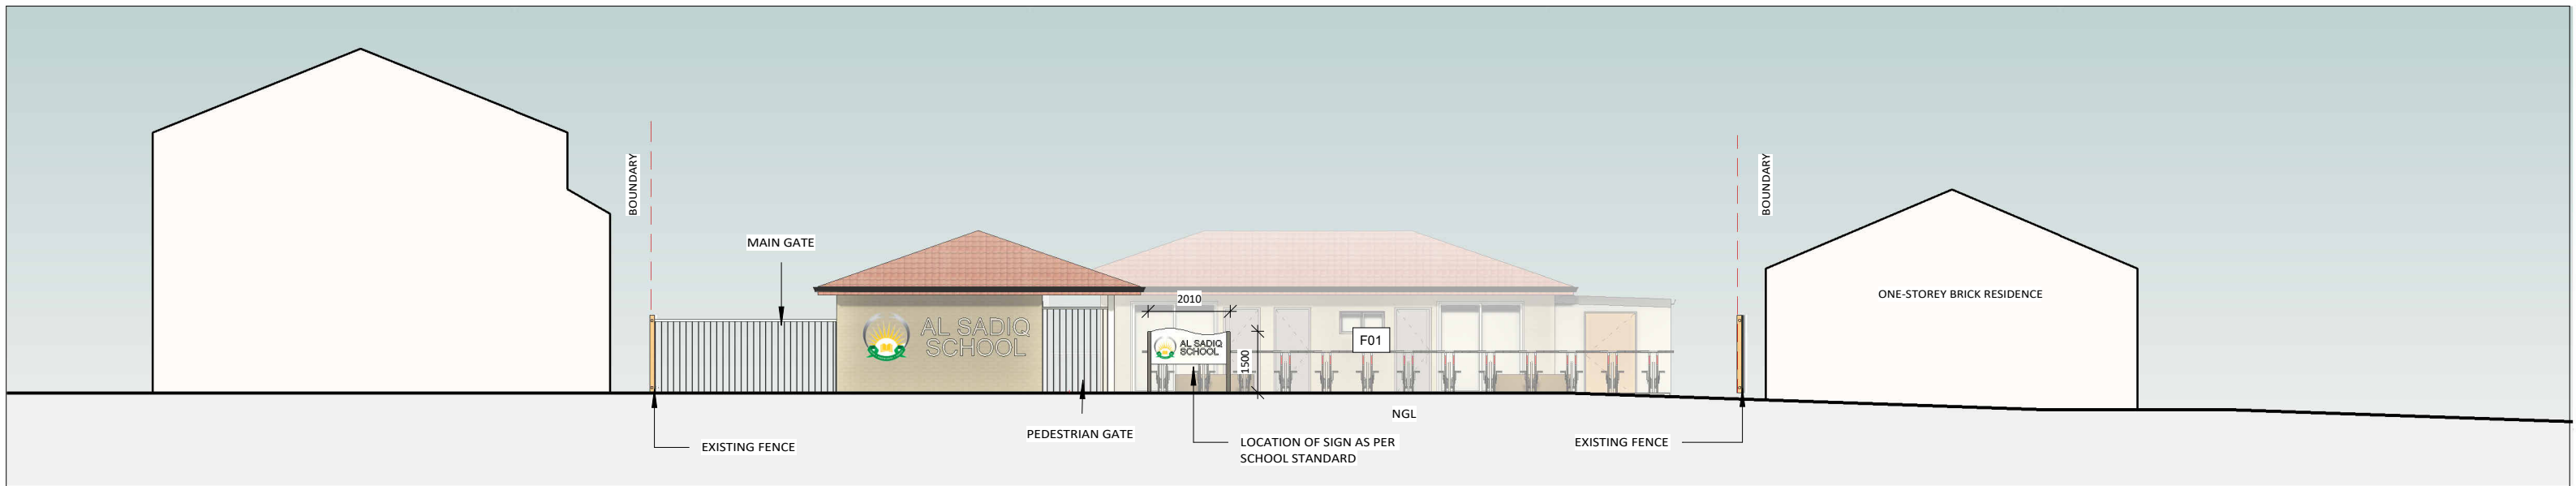 BOUNDARY
BOUNDARY
MAIN GATE
2010
ONE-STOREY BRICK RESIDENCE
AL SADIQ
SCHOOL
AL SADIQ
SCHOOL
F01
1500
NGL
PEDESTRIAN GATE
LOCATION OF SIGN AS PER
SCHOOL STANDARD
EXISTING FENCE
EXISTING FENCE